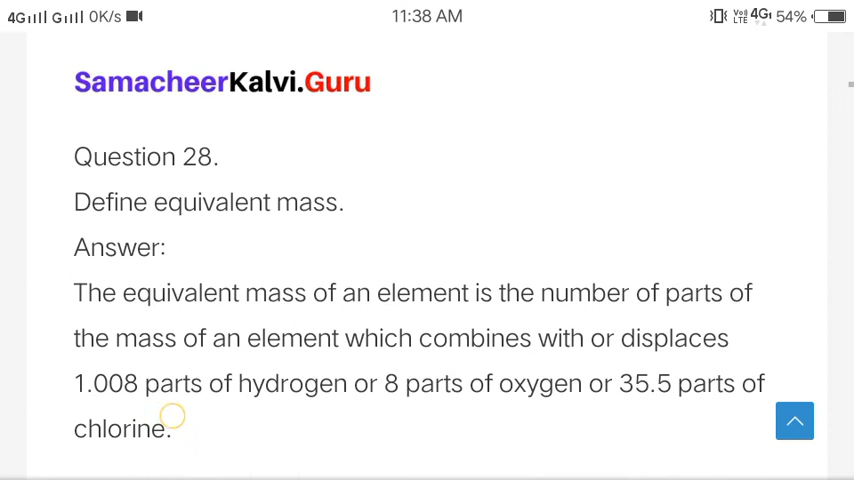 4G G 0K/s 11:38 AM VoLTE 4G 54%
SamacheerKalvi.Guru
Question 28.
Define equivalent mass.
Answer:
The equivalent mass of an element is the number of parts of
the mass of an element which combines with or displaces
1.008 parts of hydrogen or 8 parts of oxygen or 35.5 parts of
chlorine.